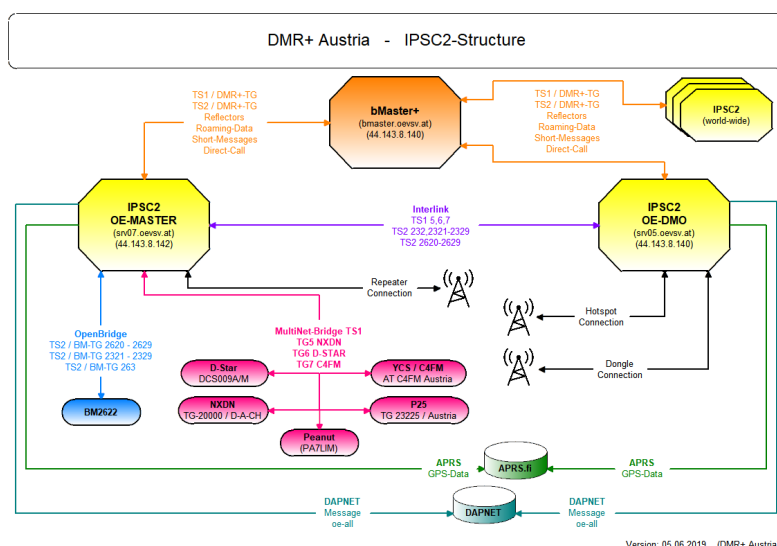 DMR+ Austria - IPSC2-Structure
TS1 / DMR+-TG
TS2 / DMR+-TG
Reflectors
Roaming-Data
Short-Messages
Direct-Call
bMaster+
(bmaster.oevsv.at)
(44.143.8.140)
TS1 / DMR+-TG
TS2 / DMR+-TG
Reflectors
Roaming-Data
Short-Messages
Direct-Call
IPSC2
(world-wide)
IPSC2
OE-MASTER
(srv07.oevsv.at)
(44.143.8.142)
Interlink
TS1 5,6,7
TS2 232,2321-2329
TS2 2620-2629
IPSC2
OE-DMO
(srv05.oevsv.at)
(44.143.8.140)
Repeater
Connection
Hotspot
Connection
Dongle
Connection
OpenBridge
TS2 / BM-TG 2620 - 2629
TS2 / BM-TG 2321 - 2329
TS2 / BM-TG 263
BM2622
MultiNet-Bridge TS1
TG5 NXDN
TG6 D-STAR
TG7 C4FM
D-Star
DCS009A/M
YCS / C4FM
AT C4FM Austria
NXDN
TG-20000 / D-A-CH
P25
TG 23225 / Austria
Peanut
(PA7LIM)
APRS
GPS-Data
APRS.fi
APRS
GPS-Data
DAPNET
Message
oe-all
DAPNET
DAPNET
Message
oe-all
Version: 05.06.2019 (DMR+ Austria